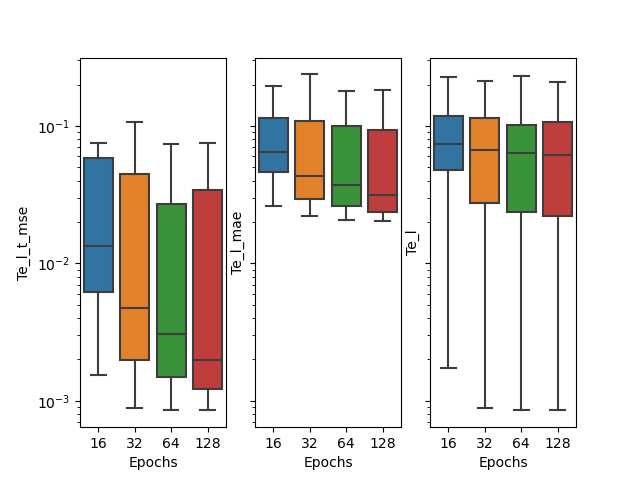 Te_l_t_mse
10⁻¹
10⁻²
10⁻³
16 32 64 128
Epochs
Te_l_mae
16 32 64 128
Epochs
Te_l
16 32 64 128
Epochs